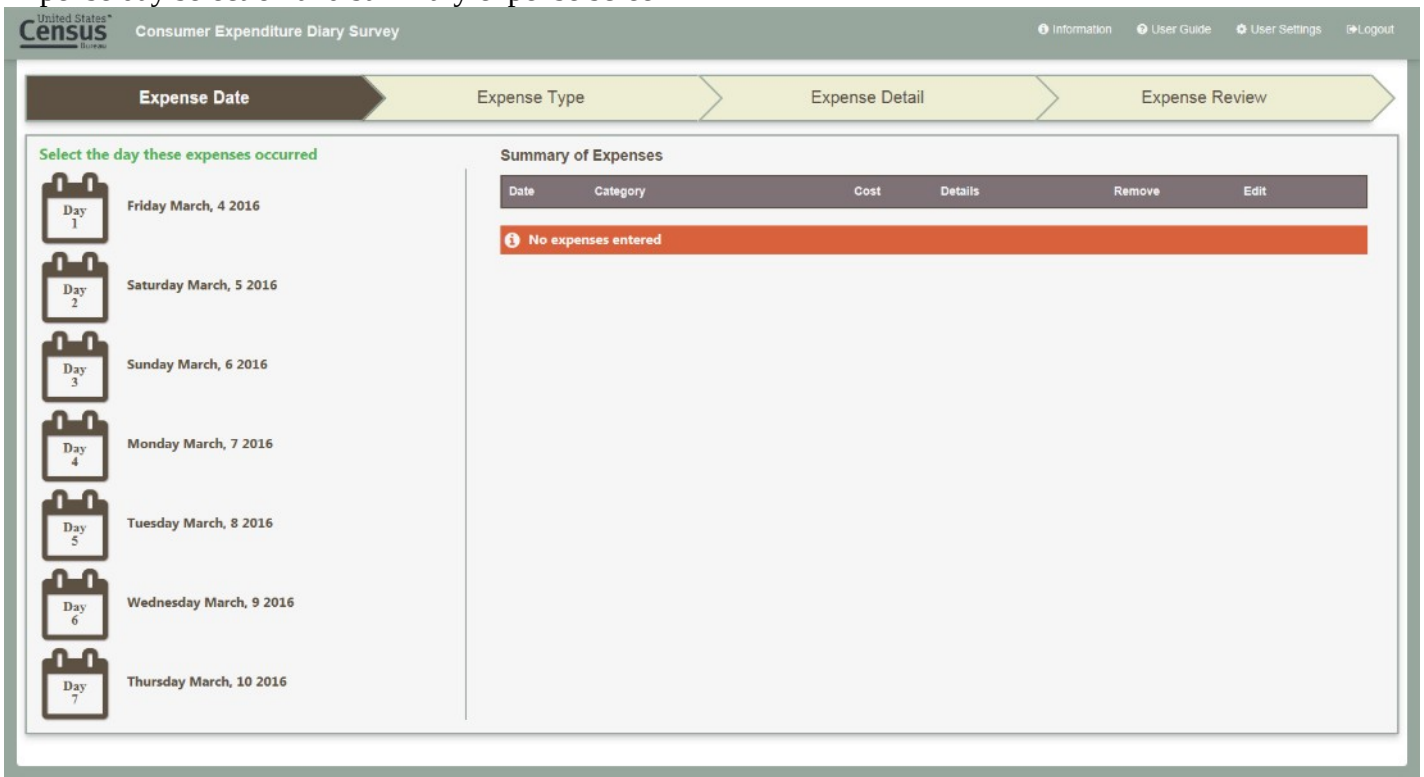 United States®
Census
Bureau
Consumer Expenditure Diary Survey
Information User Guide User Settings Logout
Expense Date Expense Type Expense Detail Expense Review
Select the day these expenses occurred
Day
1
Friday March, 4 2016
Day
2
Saturday March, 5 2016
Day
3
Sunday March, 6 2016
Day
4
Monday March, 7 2016
Day
5
Tuesday March, 8 2016
Day
6
Wednesday March, 9 2016
Day
7
Thursday March, 10 2016
Summary of Expenses
Date Category Cost Details Remove Edit
No expenses entered